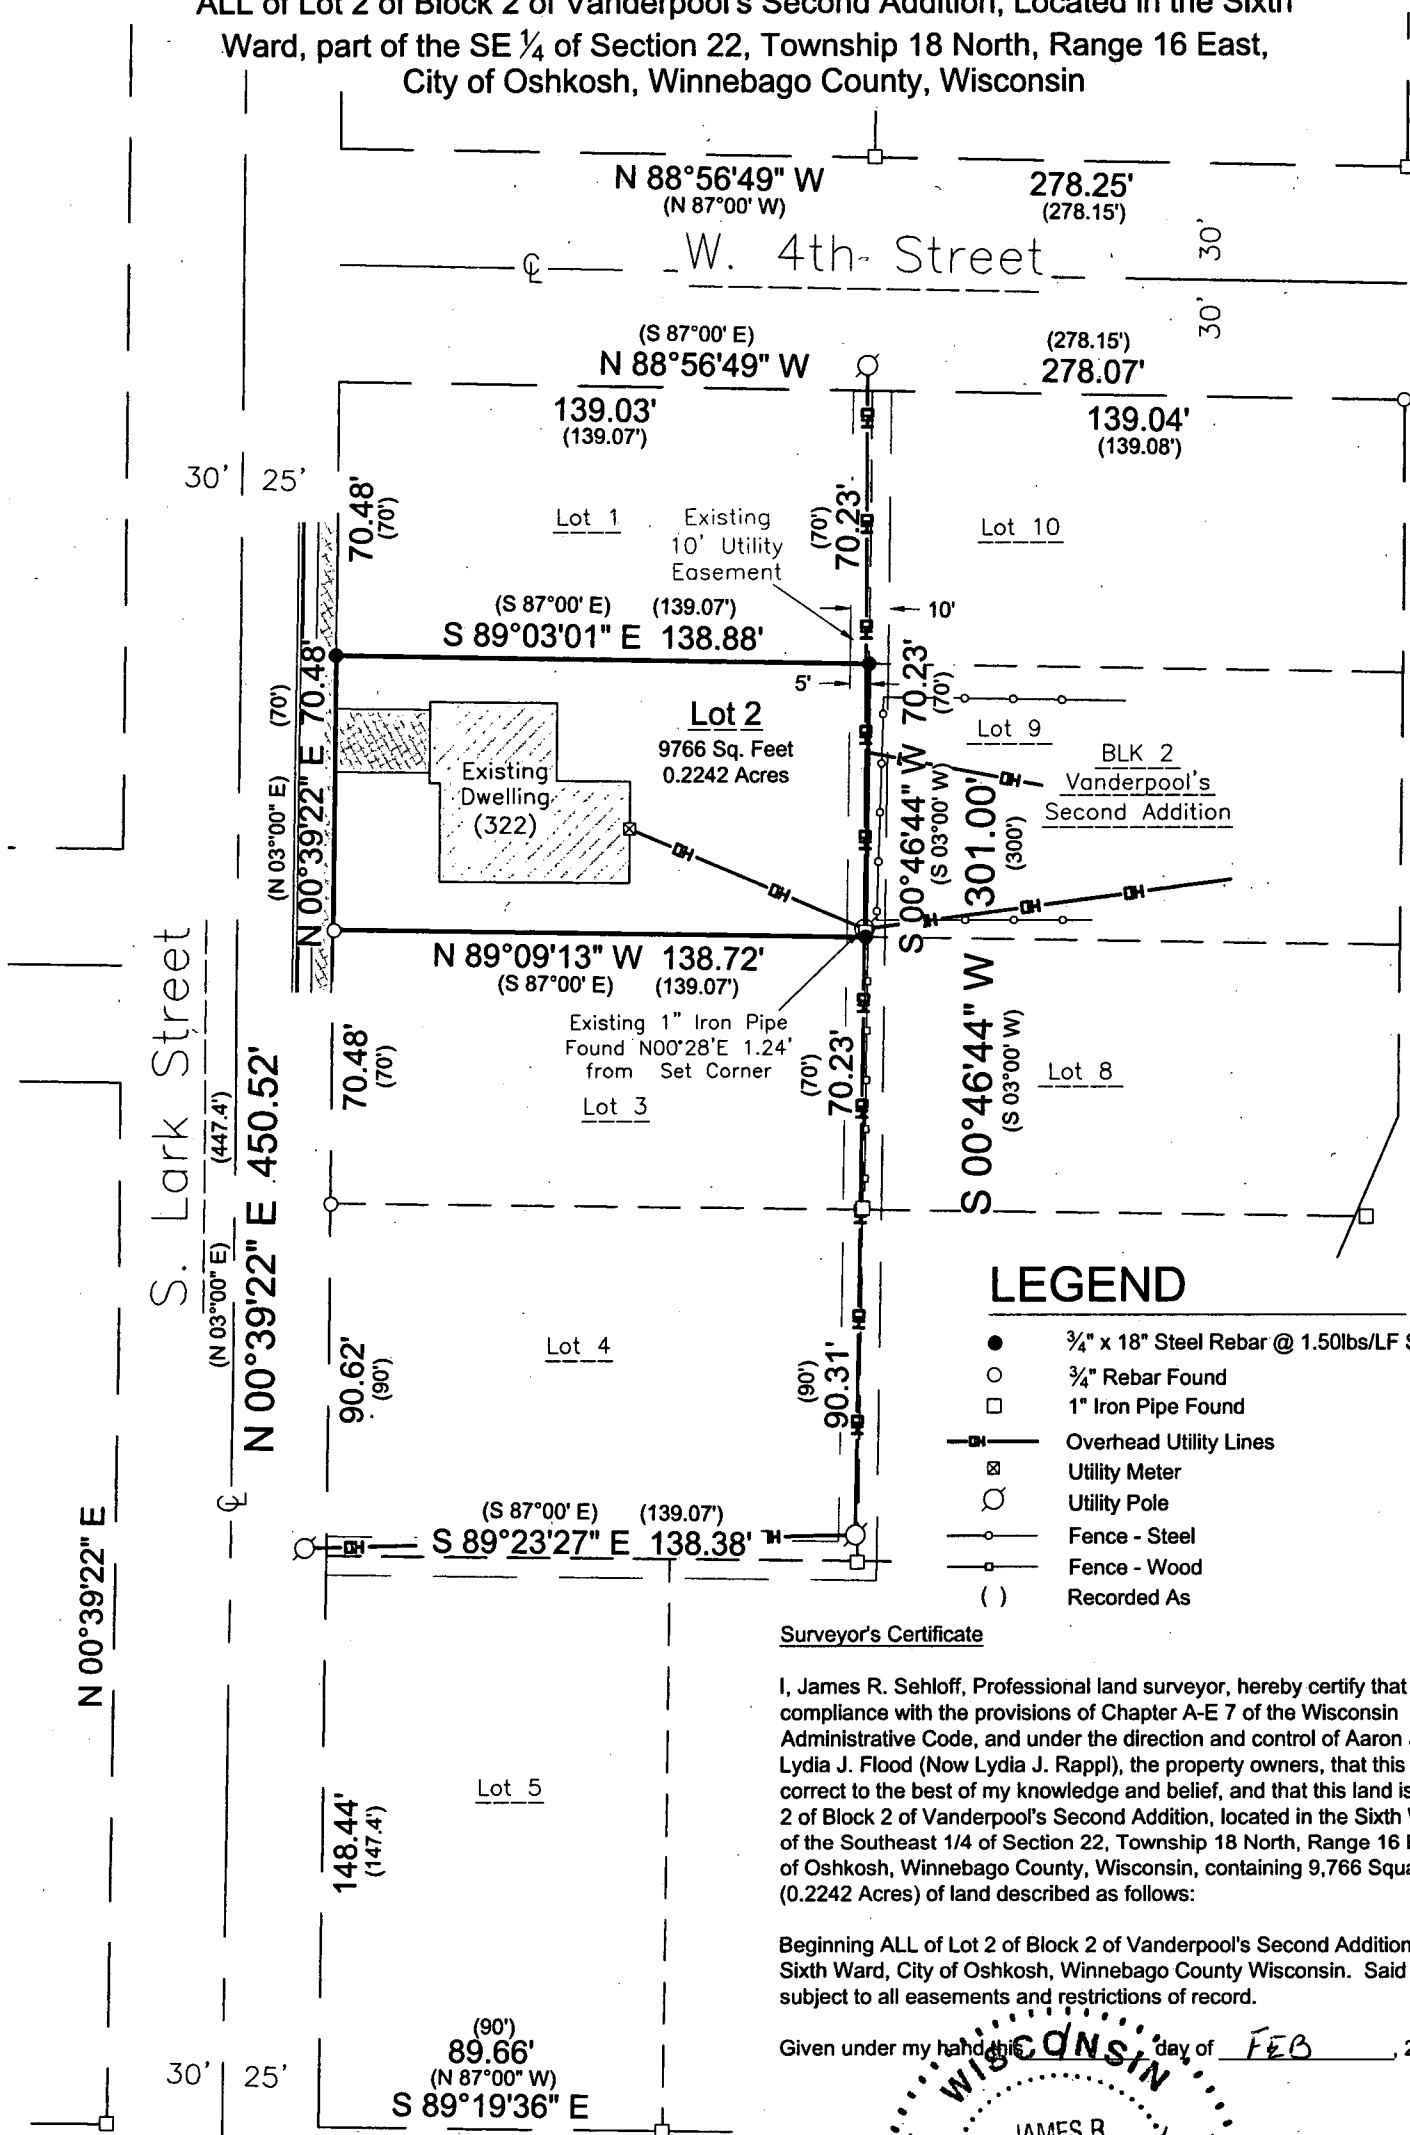 ALL of Lot 2 of Block 2 of Vanderpool's Second Addition, Located in the Sixth
Ward, part of the SE ¼ of Section 22, Township 18 North, Range 16 East,
City of Oshkosh, Winnebago County, Wisconsin
N 88°56'49" W
278.25'
(N 87°00' W)
(278.15')
30'
W. 4th Street
30'
(S 87°00' E)
(278.15')
N 88°56'49" W
278.07'
139.03'
139.04'
(139.07')
(139.08')
30' 25'
70.48'
(70')
Lot 1
Existing
10' Utility
Easement
(70')
70.23'
Lot 10
10'
(S 87°00' E) (139.07')
S 89°03'01" E 138.88'
5'
70.23'
(70')
(N 03°00" E) (70')
N 00°39'22" E 70.48'
Lot 2
9766 Sq. Feet
0.2242 Acres
Existing
Dwelling
(322)
Lot 9
BLK 2
Vanderpool's
Second Addition
S 00°46'44" W
(S 03°00' W)
301.00'
(300')
N 89°09'13" W 138.72'
(S 87°00' E) (139.07')
Existing 1" Iron Pipe
Found N00°28'E 1.24'
from Set Corner
70.48'
(70')
Lot 3
(70')
70.23'
S 00°46'44" W
(S 03°00' W)
Lot 8
S. Lark Street
(N 03°00" E) (447.4')
N 00°39'22" E 450.52'
Lot 4
90.62'
(90')
(90')
90.31'
LEGEND
¾" x 18" Steel Rebar @ 1.50lbs/LF
¾" Rebar Found
1" Iron Pipe Found
OH Overhead Utility Lines
Utility Meter
Utility Pole
Fence - Steel
Fence - Wood
( ) Recorded As
(S 87°00' E) (139.07')
S 89°23'27" E 138.38'
N 00°39'22" E
Lot 5
148.44'
(147.4')
(90')
89.66'
(N 87°00" W)
S 89°19'36" E
30' 25'
Surveyor's Certificate
I, James R. Sehloff, Professional land surveyor, hereby certify that
compliance with the provisions of Chapter A-E 7 of the Wisconsin
Administrative Code, and under the direction and control of Aaron
Lydia J. Flood (Now Lydia J. Rappl), the property owners, that this
correct to the best of my knowledge and belief, and that this land is
2 of Block 2 of Vanderpool's Second Addition, located in the Sixth
of the Southeast 1/4 of Section 22, Township 18 North, Range 16
of Oshkosh, Winnebago County, Wisconsin, containing 9,766
(0.2242 Acres) of land described as follows:
Beginning ALL of Lot 2 of Block 2 of Vanderpool's Second Addition
Sixth Ward, City of Oshkosh, Winnebago County Wisconsin. Said
subject to all easements and restrictions of record.
Given under my hand this day of FEB , 2
WISCONSIN
JAMES R